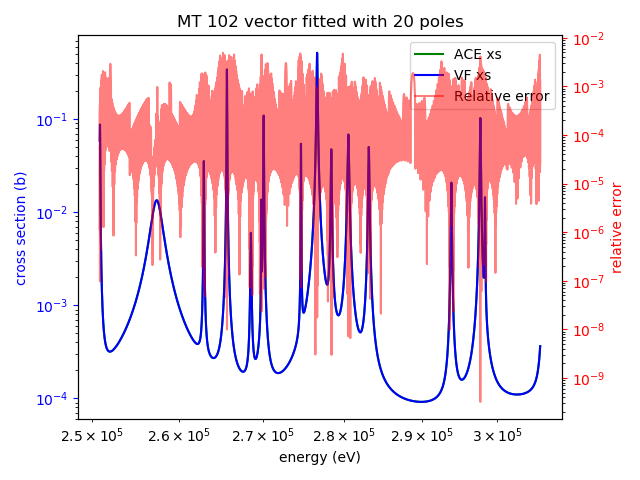 MT 102 vector fitted with 20 poles
ACE xs
VF xs
Relative error
cross section (b)
10⁻¹
10⁻²
10⁻³
10⁻⁴
10⁻²
10⁻³
10⁻⁴
10⁻⁵
10⁻⁶
10⁻⁷
10⁻⁸
10⁻⁹
relative error
2.5 × 10⁵ 2.6 × 10⁵ 2.7 × 10⁵ 2.8 × 10⁵ 2.9 × 10⁵ 3 × 10⁵
energy (eV)